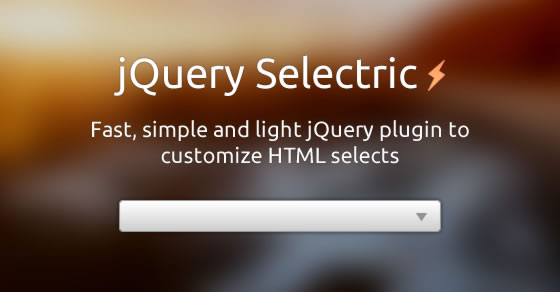 jQuery Selectric
Fast, simple and light jQuery plugin to
customize HTML selects